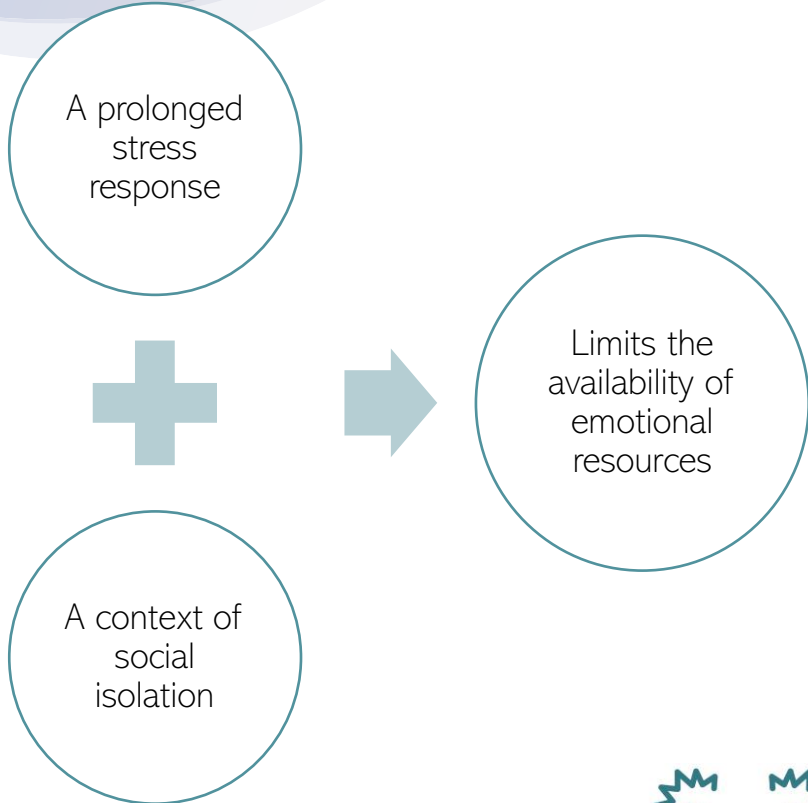 A prolonged
stress
response
A context of
social
isolation
Limits the
availability of
emotional
resources